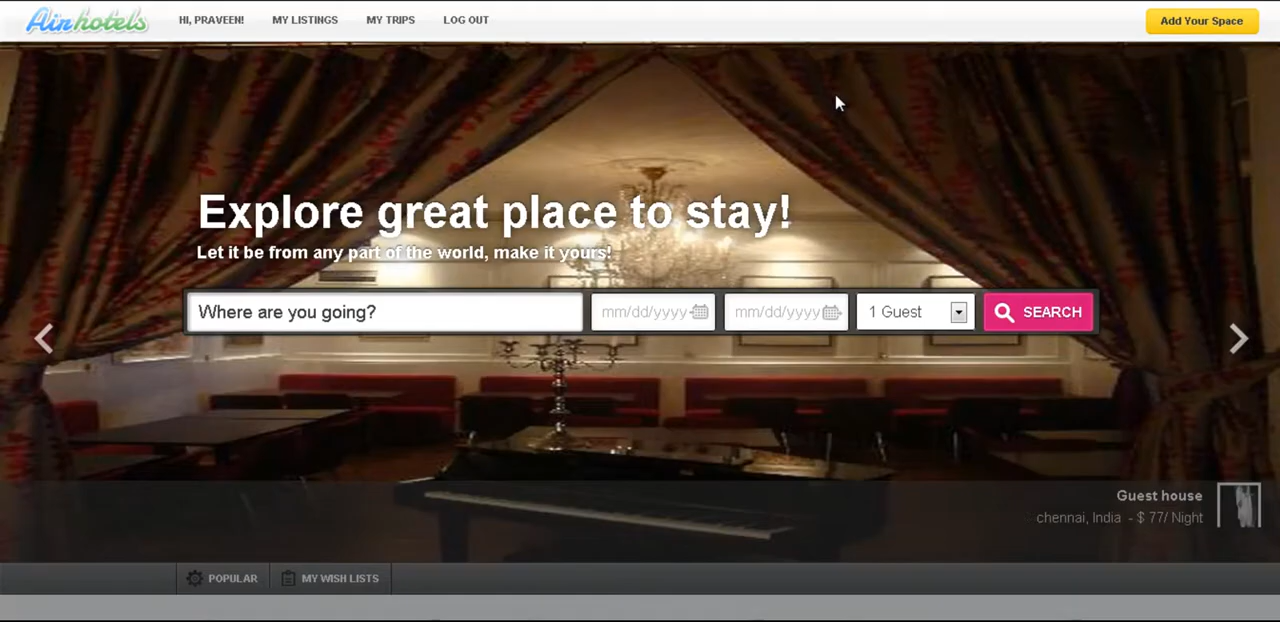 Airhotels
HI, PRAVEEN! MY LISTINGS MY TRIPS LOG OUT
Add Your Space
Explore great place to stay!
Let it be from any part of the world, make it yours!
Where are you going? mm/dd/yyyy mm/dd/yyyy 1 Guest SEARCH
Guest house
chennai, India - $ 77/ Night
POPULAR MY WISH LISTS